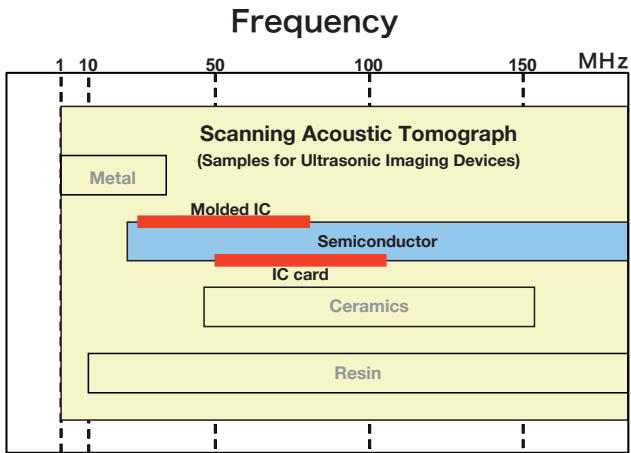 Frequency
1 10 50 100 150 MHz
Scanning Acoustic Tomograph
(Samples for Ultrasonic Imaging Devices)
Metal
Molded IC
Semiconductor
IC card
Ceramics
Resin